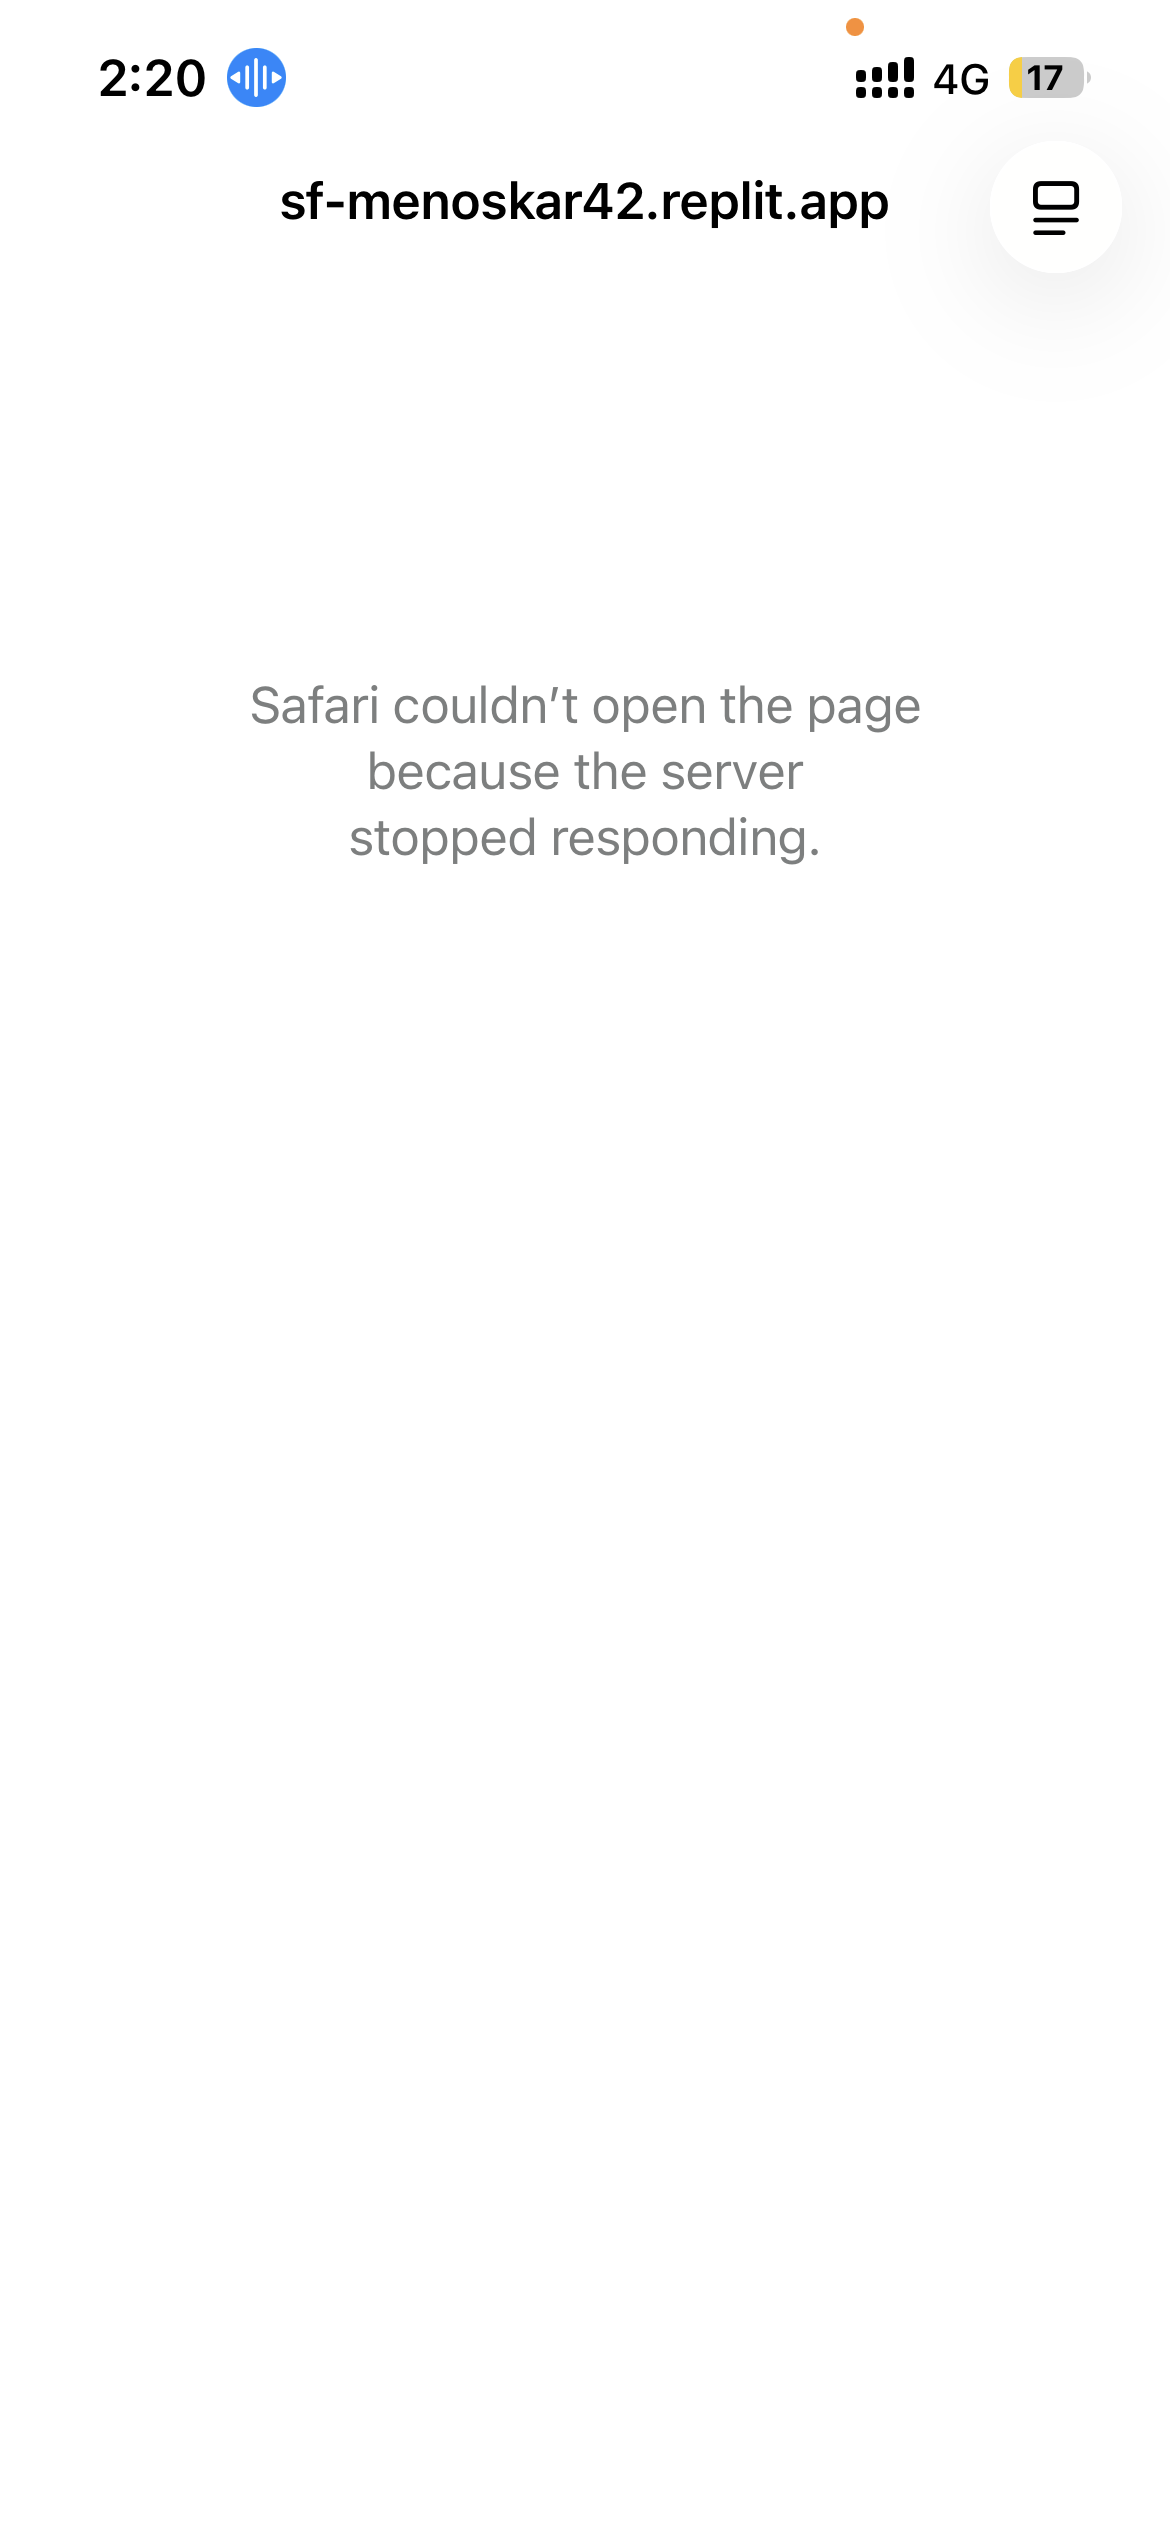 2:20 4G 17
sf-menoskar42.replit.app
Safari couldn’t open the page
because the server
stopped responding.